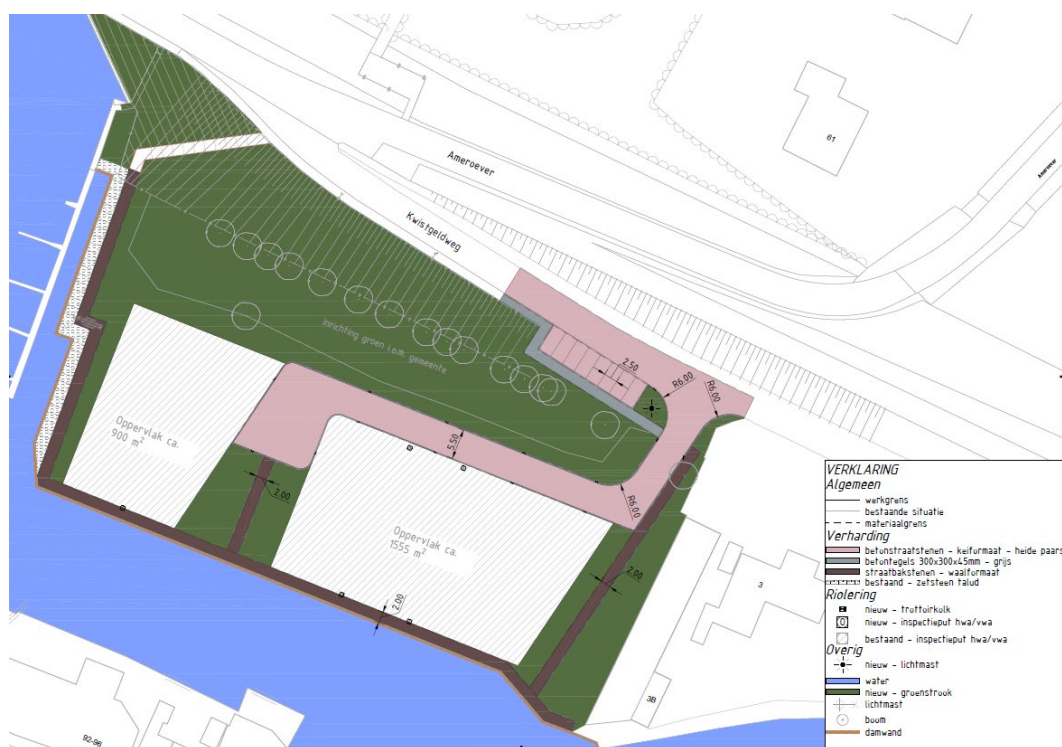 61
Ameroever
Ameroever
Kwistgeldweg
inrichting groen i.o.m. gemeente
2.50
R6.00
R6.00
5.50
R6.00
Oppervlak ca.
900 m²
2.00
Oppervlak ca.
1555 m²
2.00
2.00
3
3B
92-96
VERKLARING
Algemeen
werkgrens
bestaande situatie
materiaalgrens
Verharding
betonstraatstenen - keiformaat - heide paars
betontegels 300x300x45mm - grijs
straatbakstenen - waalformaat
bestaand - zetsteen talud
Riolering
nieuw - trottoirkolk
nieuw - inspectieput hwa/vwa
bestaand - inspectieput hwa/vwa
Overig
nieuw - lichtmast
water
nieuw - groenstrook
lichtmast
boom
damwand